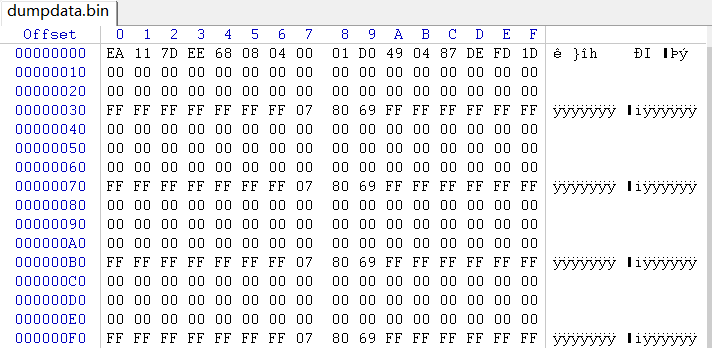 dumpdata.bin
Offset 0 1 2 3 4 5 6 7 8 9 A B C D E F
00000000 EA 11 7D EE 68 08 04 00 01 D0 49 04 87 DE FD 1D ê }îh ÐI ▌Þý
00000010 00 00 00 00 00 00 00 00 00 00 00 00 00 00 00 00
00000020 00 00 00 00 00 00 00 00 00 00 00 00 00 00 00 00
00000030 FF FF FF FF FF FF FF 07 80 69 FF FF FF FF FF FF ÿÿÿÿÿÿÿ ▌iÿÿÿÿÿÿ
00000040 00 00 00 00 00 00 00 00 00 00 00 00 00 00 00 00
00000050 00 00 00 00 00 00 00 00 00 00 00 00 00 00 00 00
00000060 00 00 00 00 00 00 00 00 00 00 00 00 00 00 00 00
00000070 FF FF FF FF FF FF FF 07 80 69 FF FF FF FF FF FF ÿÿÿÿÿÿÿ ▌iÿÿÿÿÿÿ
00000080 00 00 00 00 00 00 00 00 00 00 00 00 00 00 00 00
00000090 00 00 00 00 00 00 00 00 00 00 00 00 00 00 00 00
000000A0 00 00 00 00 00 00 00 00 00 00 00 00 00 00 00 00
000000B0 FF FF FF FF FF FF FF 07 80 69 FF FF FF FF FF FF ÿÿÿÿÿÿÿ ▌iÿÿÿÿÿÿ
000000C0 00 00 00 00 00 00 00 00 00 00 00 00 00 00 00 00
000000D0 00 00 00 00 00 00 00 00 00 00 00 00 00 00 00 00
000000E0 00 00 00 00 00 00 00 00 00 00 00 00 00 00 00 00
000000F0 FF FF FF FF FF FF FF 07 80 69 FF FF FF FF FF FF ÿÿÿÿÿÿÿ ▌iÿÿÿÿÿÿ